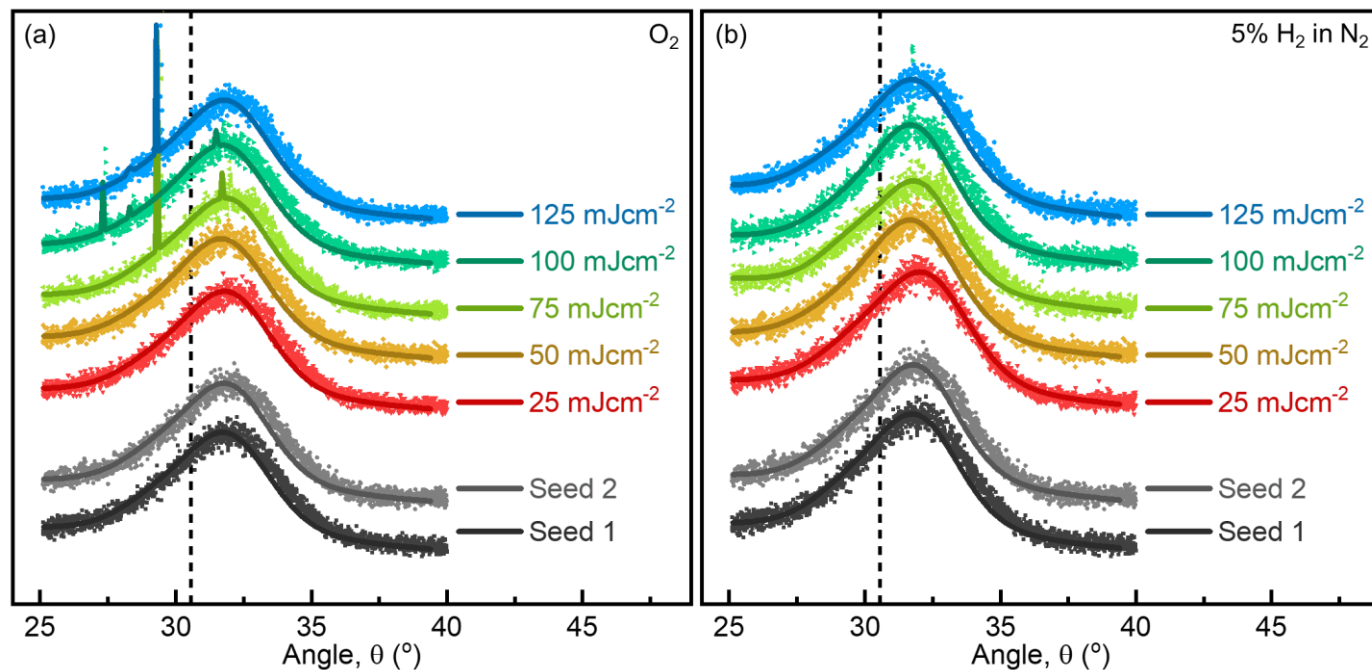 (a)
O₂
125 mJcm⁻²
100 mJcm⁻²
75 mJcm⁻²
50 mJcm⁻²
25 mJcm⁻²
Seed 2
Seed 1
25 30 35 40 45
Angle, θ (°)
(b)
5% H₂ in N₂
125 mJcm⁻²
100 mJcm⁻²
75 mJcm⁻²
50 mJcm⁻²
25 mJcm⁻²
Seed 2
Seed 1
25 30 35 40 45
Angle, θ (°)